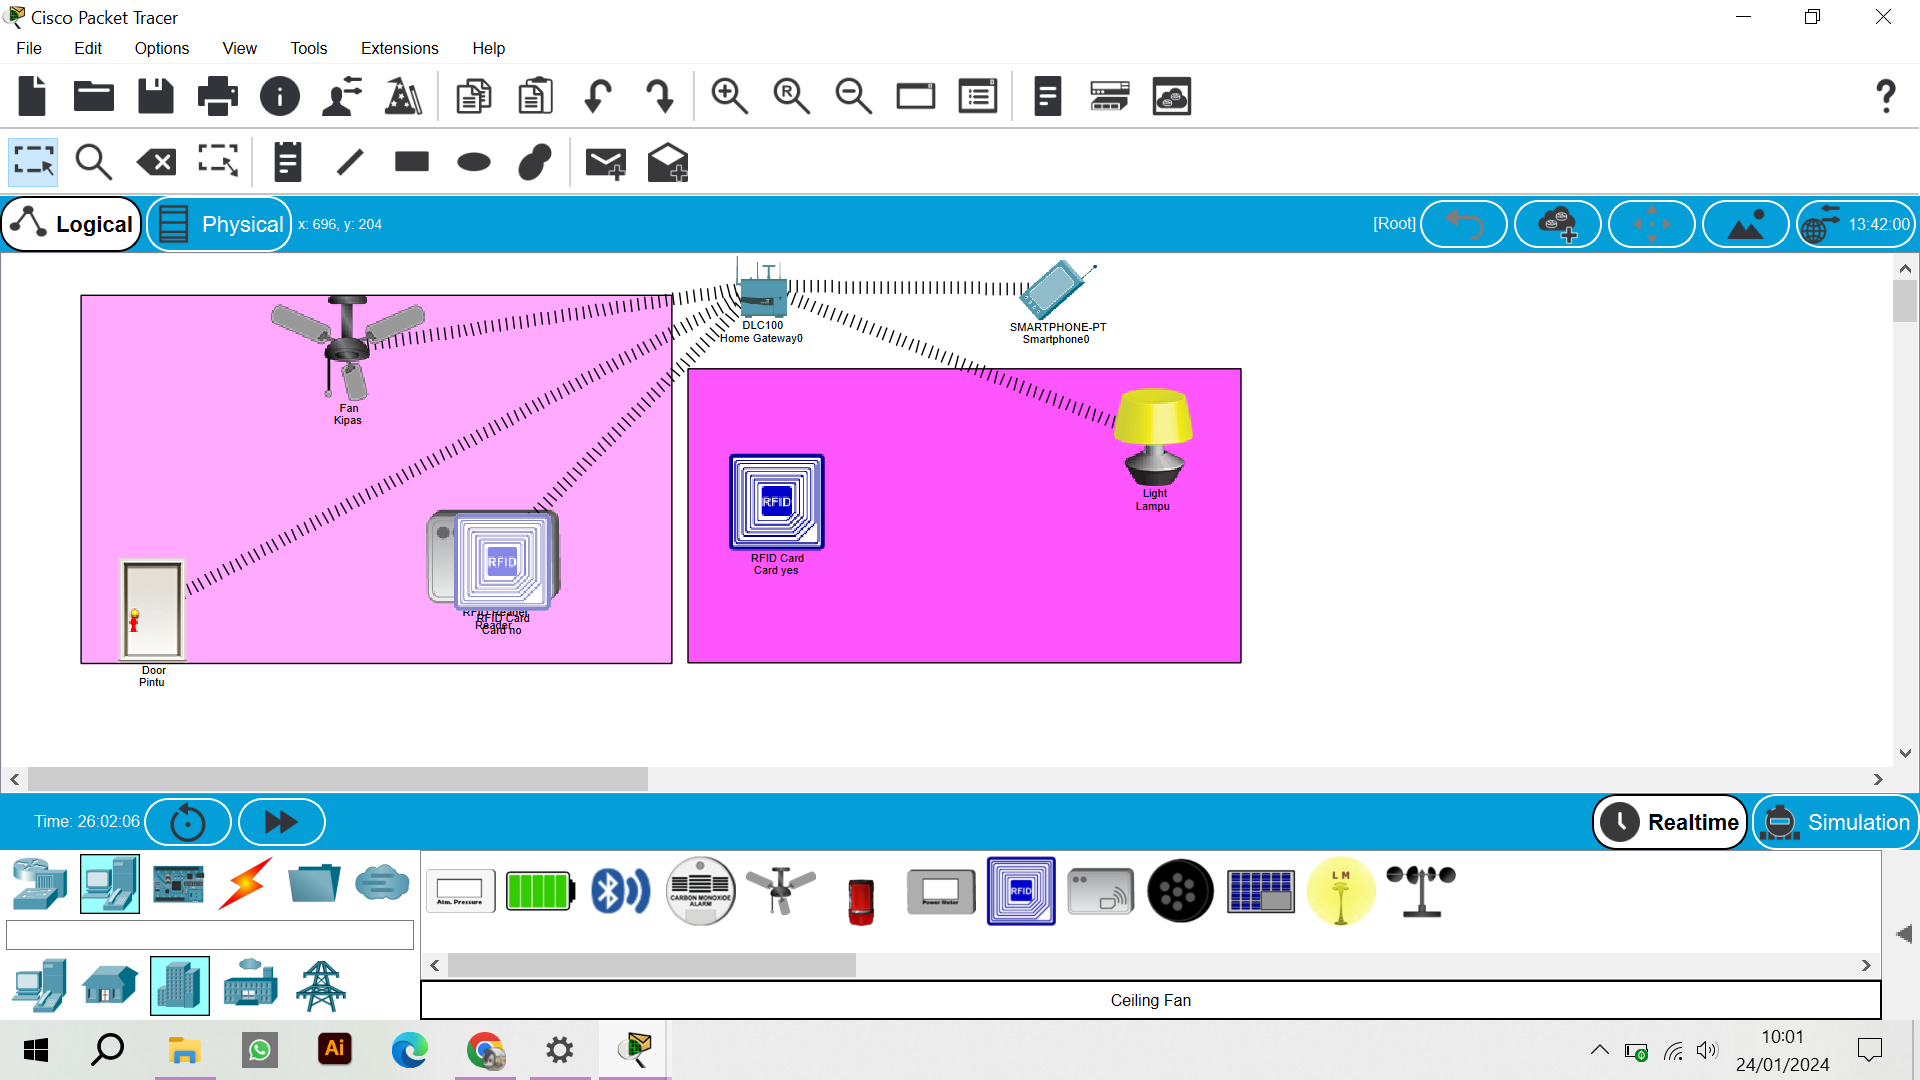 Cisco Packet Tracer
File Edit Options View Tools Extensions Help
R
?
Logical Physical x: 696, y: 204 [Root] 13:42:00
DLC100
Home Gateway0
SMARTPHONE-PT
Smartphone0
Fan
Kipas
Light
Lampu
RFID
RFID Card
Card yes
RFID
RFID Reader
RFID Card
Reader
Card no
Door
Pintu
Time: 26:02:06 Realtime Simulation
Atm. Pressure
CARBON MONOXIDE
ALARM
Power Meter
RFID
L M
Ceiling Fan
Ai
10:01
24/01/2024